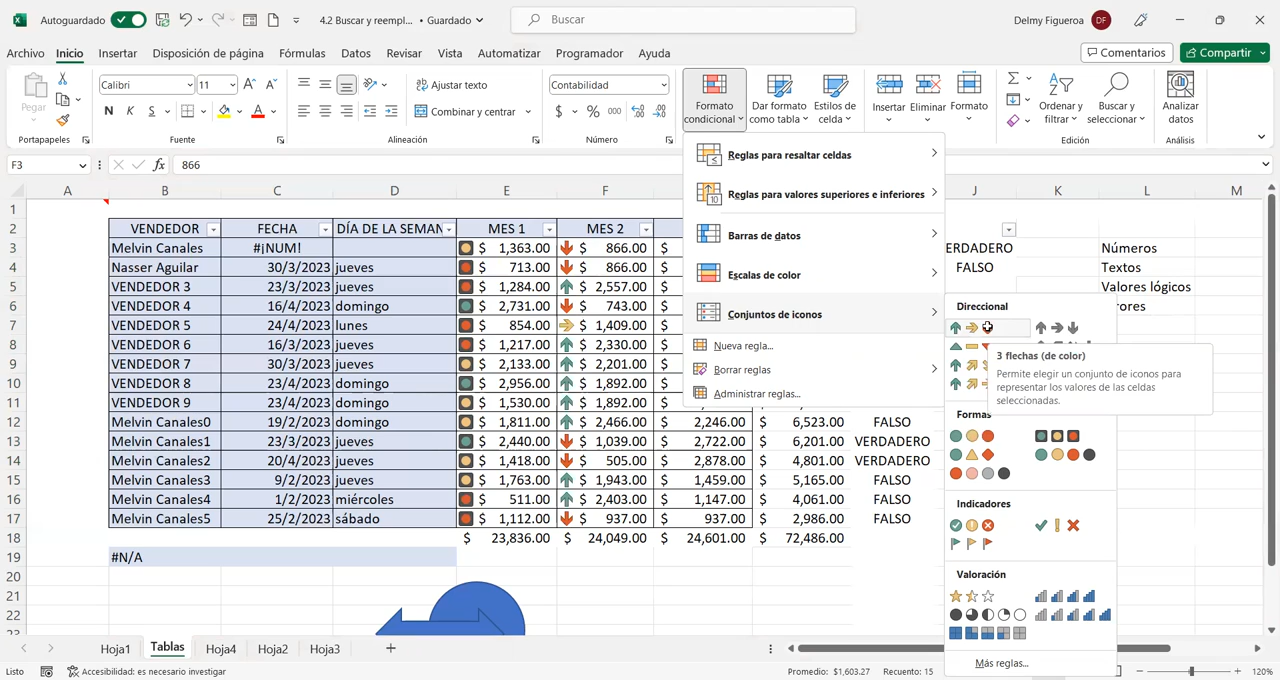 Autoguardado
4.2 Buscar y reempl... • Guardado
Buscar
Delmy Figueroa
DF
Archivo Inicio Insertar Disposición de página Fórmulas Datos Revisar Vista Automatizar Programador Ayuda
Comentarios
Compartir
Pegar
Portapapeles
Calibri 11
N K S
Fuente
Ajustar texto
Combinar y centrar
Alineación
Contabilidad
$ % 000
Número
Formato condicional
Dar formato como tabla
Estilos de celda
Insertar
Eliminar
Formato
Ordenar y filtrar
Buscar y seleccionar
Edición
Analizar datos
Análisis
F3
fx 866
A B C D E F J K L M
1
2 VENDEDOR FECHA DÍA DE LA SEMAN MES 1 MES 2
3 Melvin Canales #¡NUM! $ 1,363.00 $ 866.00 $ ERDADERO Números
4 Nasser Aguilar 30/3/2023 jueves $ 713.00 $ 866.00 $ FALSO Textos
5 VENDEDOR 3 23/3/2023 jueves $ 1,284.00 $ 2,557.00 $ Valores lógicos
6 VENDEDOR 4 16/4/2023 domingo $ 2,731.00 $ 743.00 $ rores
7 VENDEDOR 5 24/4/2023 lunes $ 854.00 $ 1,409.00 $
8 VENDEDOR 6 16/3/2023 jueves $ 1,217.00 $ 2,330.00 $
9 VENDEDOR 7 30/3/2023 jueves $ 2,133.00 $ 2,201.00 $
10 VENDEDOR 8 23/4/2023 domingo $ 2,956.00 $ 1,892.00 $
11 VENDEDOR 9 23/4/2023 domingo $ 1,530.00 $ 1,892.00 $
12 Melvin Canales0 19/2/2023 domingo $ 1,811.00 $ 2,466.00 $ 2,246.00 $ 6,523.00 FALSO
13 Melvin Canales1 23/3/2023 jueves $ 2,440.00 $ 1,039.00 $ 2,722.00 $ 6,201.00 VERDADERO
14 Melvin Canales2 20/4/2023 jueves $ 1,418.00 $ 505.00 $ 2,878.00 $ 4,801.00 VERDADERO
15 Melvin Canales3 9/2/2023 jueves $ 1,763.00 $ 1,943.00 $ 1,459.00 $ 5,165.00 FALSO
16 Melvin Canales4 1/2/2023 miércoles $ 511.00 $ 2,403.00 $ 1,147.00 $ 4,061.00 FALSO
17 Melvin Canales5 25/2/2023 sábado $ 1,112.00 $ 937.00 $ 937.00 $ 2,986.00 FALSO
18 $ 23,836.00 $ 24,049.00 $ 24,601.00 $ 72,486.00
19 #N/A
20
21
22
23
Reglas para resaltar celdas
Reglas para valores superiores e inferiores
Barras de datos
Escalas de color
Conjuntos de iconos
Nueva regla...
Borrar reglas
Administrar reglas...
Direccional
3 flechas (de color)
Permite elegir un conjunto de iconos para
representar los valores de las celdas
seleccionadas.
Formas
Indicadores
Valoración
Más reglas...
Hoja1 Tablas Hoja4 Hoja2 Hoja3
Listo
Accesibilidad: es necesario investigar
Promedio: $1,603.27
Recuento: 15
120%